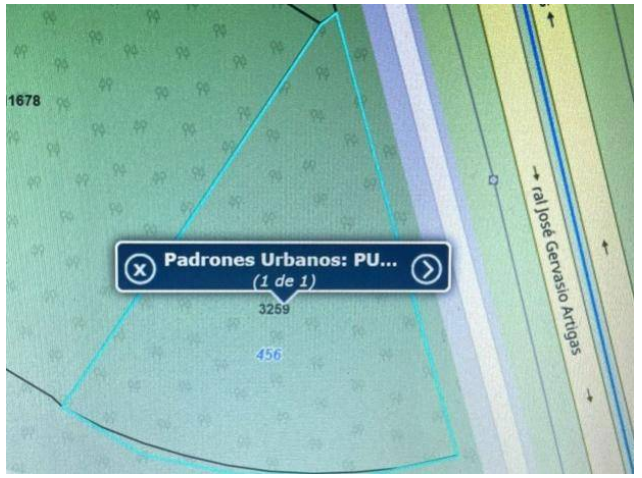 1678
Padrones Urbanos: PU...
(1 de 1)
3259
456
ral José Gervasio Artigas